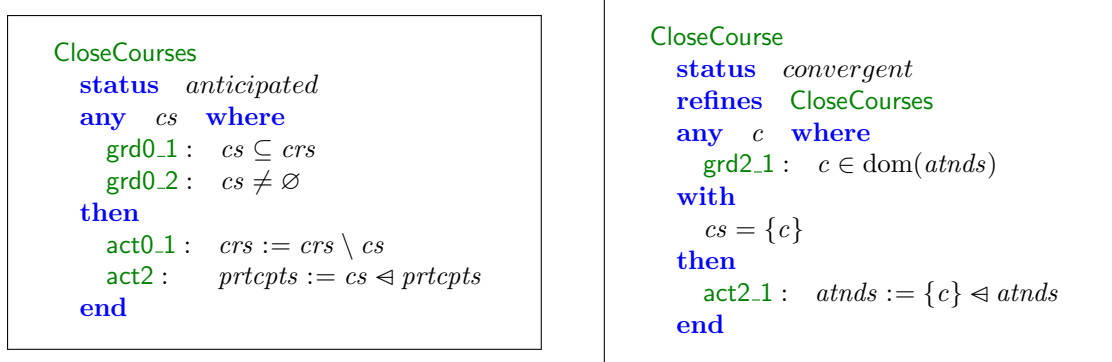 CloseCourses
status anticipated
any cs where
grd0_1 : cs ⊆ crs
grd0_2 : cs ≠ ∅
then
act0_1 : crs := crs \ cs
act2 : prtcpts := cs ⩤ prtcpts
end
CloseCourse
status convergent
refines CloseCourses
any c where
grd2_1 : c ∈ dom(atnds)
with
cs = {c}
then
act2_1 : atnds := {c} ⩤ atnds
end